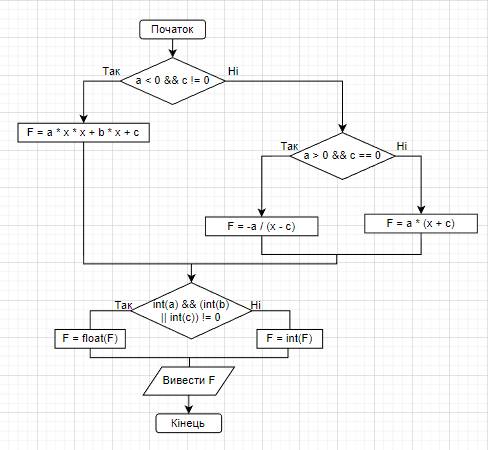 Початок
Так
a < 0 && c != 0
Ні
F = a * x * x + b * x + c
Так
a > 0 && c == 0
Ні
F = -a / (x - c)
F = a * (x + c)
Так
int(a) && (int(b)
|| int(c)) != 0
Ні
F = float(F)
F = int(F)
Вивести F
Кінець